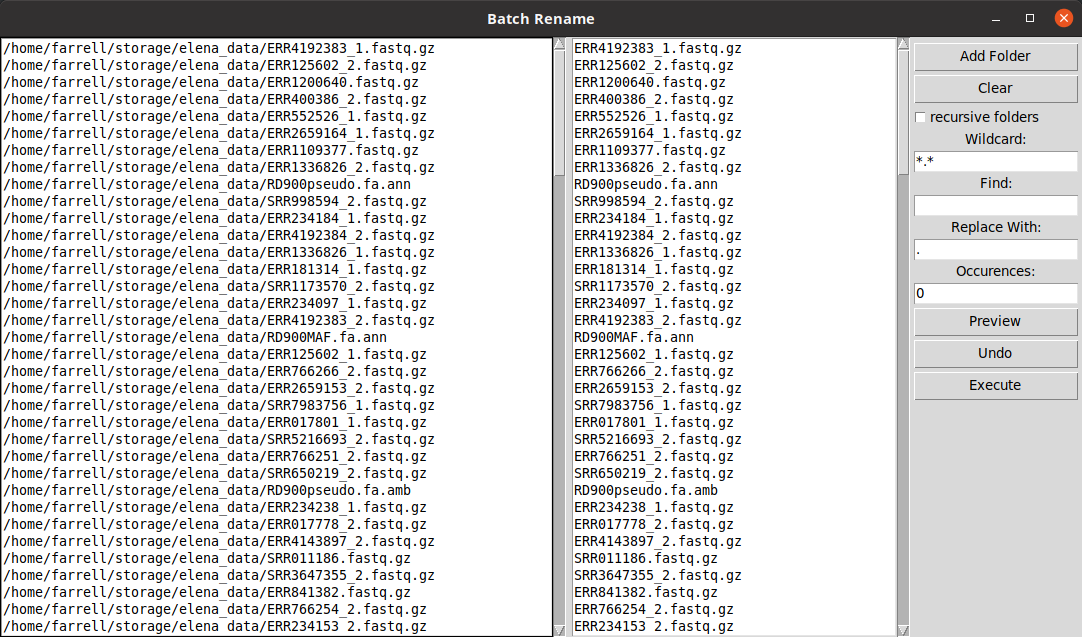 Batch Rename
/home/farrell/storage/elena_data/ERR4192383_1.fastq.gz
/home/farrell/storage/elena_data/ERR125602_2.fastq.gz
/home/farrell/storage/elena_data/ERR1200640.fastq.gz
/home/farrell/storage/elena_data/ERR400386_2.fastq.gz
/home/farrell/storage/elena_data/ERR552526_1.fastq.gz
/home/farrell/storage/elena_data/ERR2659164_1.fastq.gz
/home/farrell/storage/elena_data/ERR1109377.fastq.gz
/home/farrell/storage/elena_data/ERR1336826_2.fastq.gz
/home/farrell/storage/elena_data/RD900pseudo.fa.ann
/home/farrell/storage/elena_data/SRR998594_2.fastq.gz
/home/farrell/storage/elena_data/ERR234184_1.fastq.gz
/home/farrell/storage/elena_data/ERR4192384_2.fastq.gz
/home/farrell/storage/elena_data/ERR1336826_1.fastq.gz
/home/farrell/storage/elena_data/ERR181314_1.fastq.gz
/home/farrell/storage/elena_data/SRR1173570_2.fastq.gz
/home/farrell/storage/elena_data/ERR234097_1.fastq.gz
/home/farrell/storage/elena_data/ERR4192383_2.fastq.gz
/home/farrell/storage/elena_data/RD900MAF.fa.ann
/home/farrell/storage/elena_data/ERR125602_1.fastq.gz
/home/farrell/storage/elena_data/ERR766266_2.fastq.gz
/home/farrell/storage/elena_data/ERR2659153_2.fastq.gz
/home/farrell/storage/elena_data/SRR7983756_1.fastq.gz
/home/farrell/storage/elena_data/ERR017801_1.fastq.gz
/home/farrell/storage/elena_data/SRR5216693_2.fastq.gz
/home/farrell/storage/elena_data/ERR766251_2.fastq.gz
/home/farrell/storage/elena_data/SRR650219_2.fastq.gz
/home/farrell/storage/elena_data/RD900pseudo.fa.amb
/home/farrell/storage/elena_data/ERR234238_1.fastq.gz
/home/farrell/storage/elena_data/ERR017778_2.fastq.gz
/home/farrell/storage/elena_data/ERR4143897_2.fastq.gz
/home/farrell/storage/elena_data/SRR011186.fastq.gz
/home/farrell/storage/elena_data/SRR3647355_2.fastq.gz
/home/farrell/storage/elena_data/ERR841382.fastq.gz
/home/farrell/storage/elena_data/ERR766254_2.fastq.gz
/home/farrell/storage/elena_data/ERR234153_2.fastq.gz
ERR4192383_1.fastq.gz
ERR125602_2.fastq.gz
ERR1200640.fastq.gz
ERR400386_2.fastq.gz
ERR552526_1.fastq.gz
ERR2659164_1.fastq.gz
ERR1109377.fastq.gz
ERR1336826_2.fastq.gz
RD900pseudo.fa.ann
SRR998594_2.fastq.gz
ERR234184_1.fastq.gz
ERR4192384_2.fastq.gz
ERR1336826_1.fastq.gz
ERR181314_1.fastq.gz
SRR1173570_2.fastq.gz
ERR234097_1.fastq.gz
ERR4192383_2.fastq.gz
RD900MAF.fa.ann
ERR125602_1.fastq.gz
ERR766266_2.fastq.gz
ERR2659153_2.fastq.gz
SRR7983756_1.fastq.gz
ERR017801_1.fastq.gz
SRR5216693_2.fastq.gz
ERR766251_2.fastq.gz
SRR650219_2.fastq.gz
RD900pseudo.fa.amb
ERR234238_1.fastq.gz
ERR017778_2.fastq.gz
ERR4143897_2.fastq.gz
SRR011186.fastq.gz
SRR3647355_2.fastq.gz
ERR841382.fastq.gz
ERR766254_2.fastq.gz
ERR234153_2.fastq.gz
Add Folder
Clear
recursive folders
Wildcard:
*.*
Find:
Replace With:
.
Occurences:
0
Preview
Undo
Execute